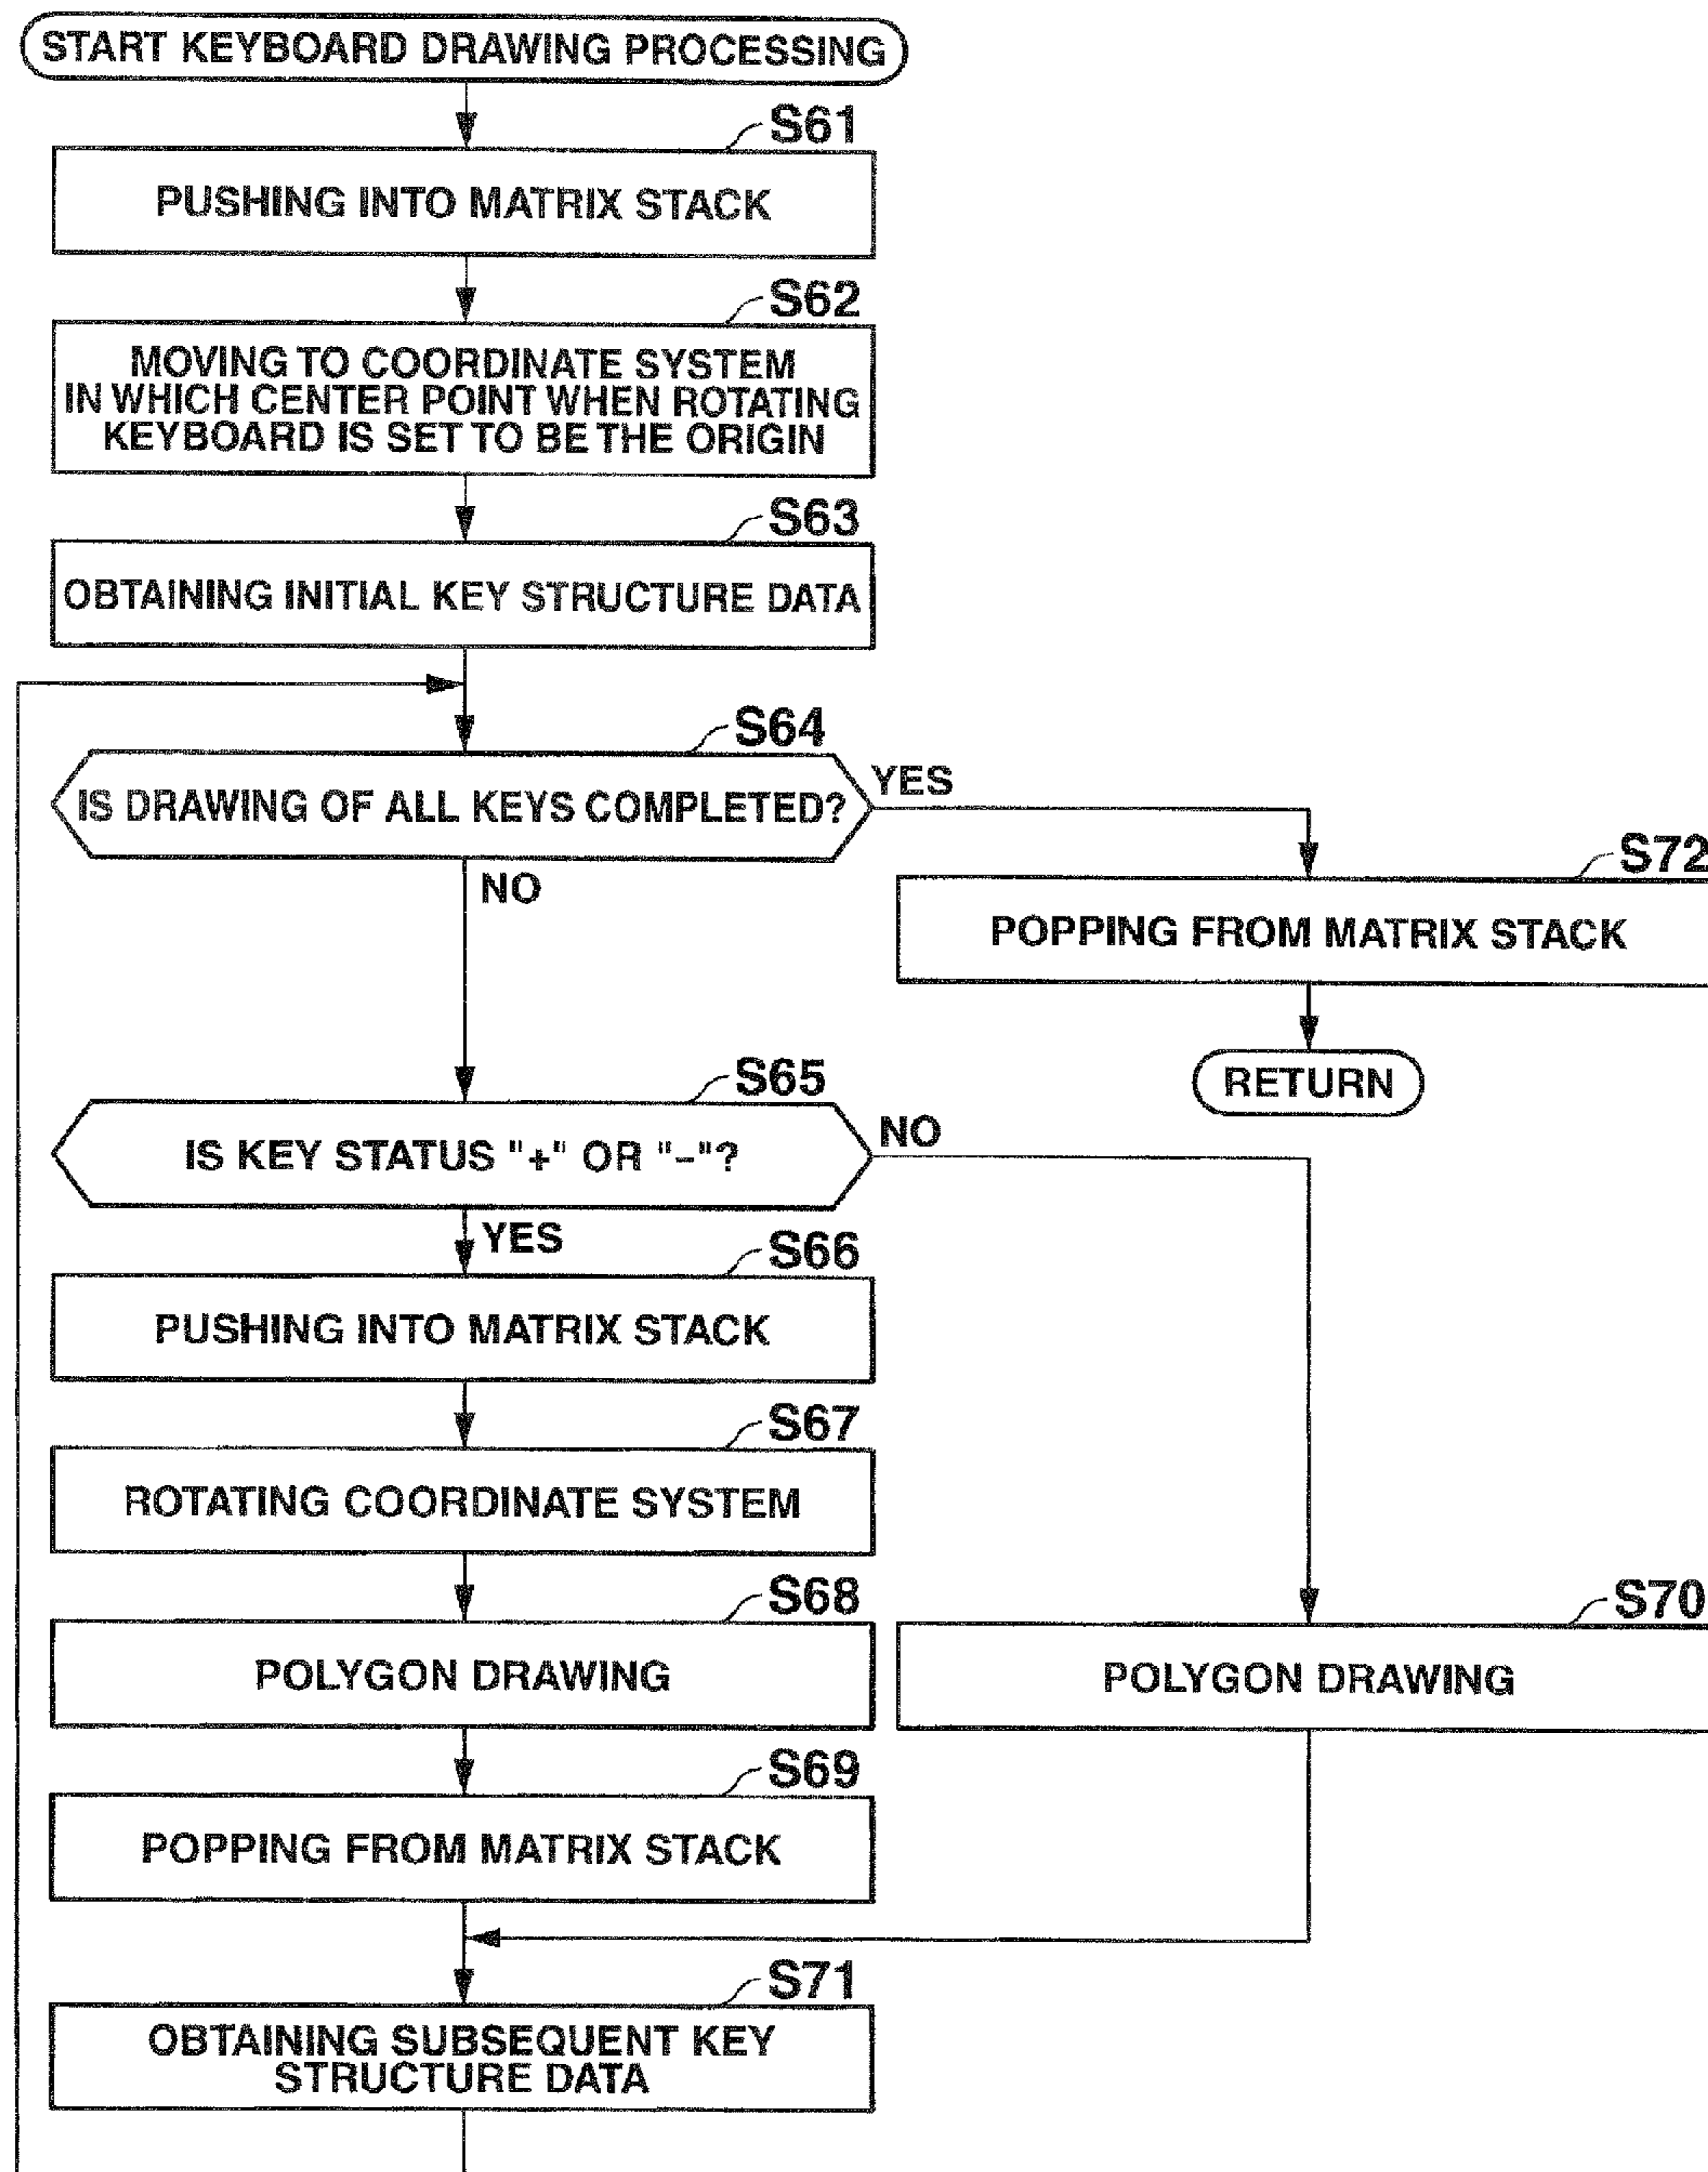 START KEYBOARD DRAWING PROCESSING
S61
PUSHING INTO MATRIX STACK
S62
MOVING TO COORDINATE SYSTEM
IN WHICH CENTER POINT WHEN ROTATING
KEYBOARD IS SET TO BE THE ORIGIN
S63
OBTAINING INITIAL KEY STRUCTURE DATA
S64
IS DRAWING OF ALL KEYS COMPLETED?
YES
NO
S72
POPPING FROM MATRIX STACK
RETURN
S65
IS KEY STATUS "+" OR "-"?
NO
YES
S66
PUSHING INTO MATRIX STACK
S67
ROTATING COORDINATE SYSTEM
S68
POLYGON DRAWING
S70
POLYGON DRAWING
S69
POPPING FROM MATRIX STACK
S71
OBTAINING SUBSEQUENT KEY
STRUCTURE DATA